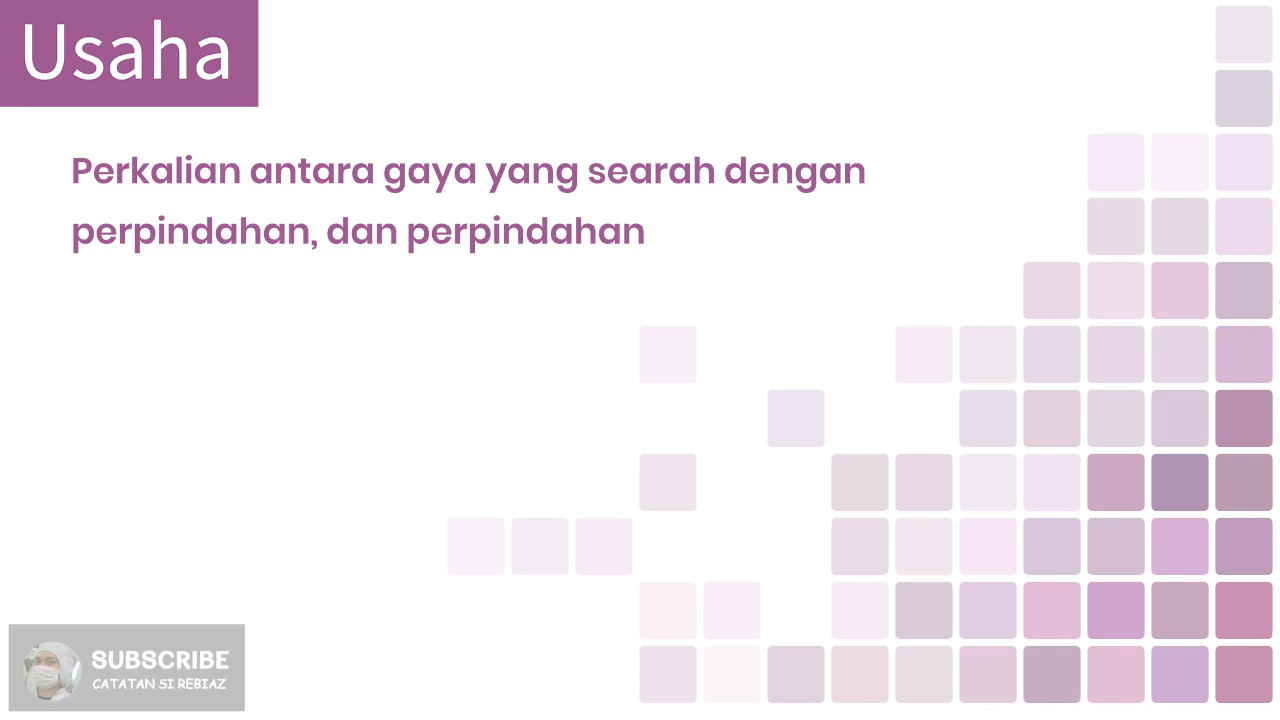 Usaha
Perkalian antara gaya yang searah dengan
perpindahan, dan perpindahan
SUBSCRIBE
CATATAN SI REBIAZ